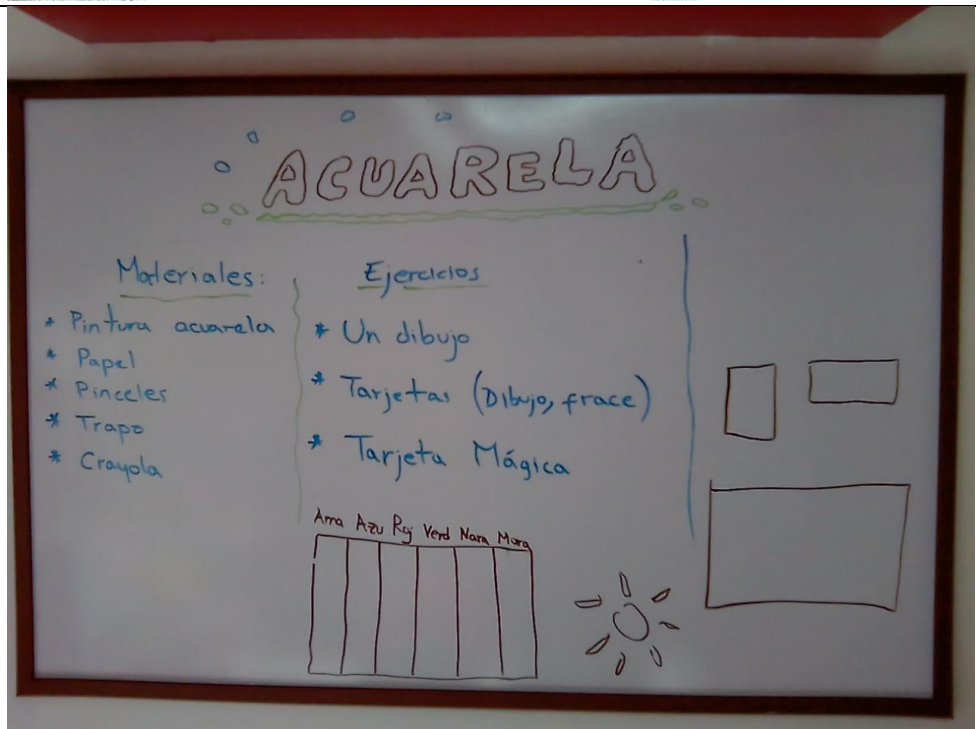 ACUARELA
Materiales:
* Pintura acuarela
* Papel
* Pinceles
* Trapo
* Crayola
Ejercicios
* Un dibujo
* Tarjetas (Dibujo, frace)
* Tarjeta Mágica
Ama Azu Roj Verd Nara Mora